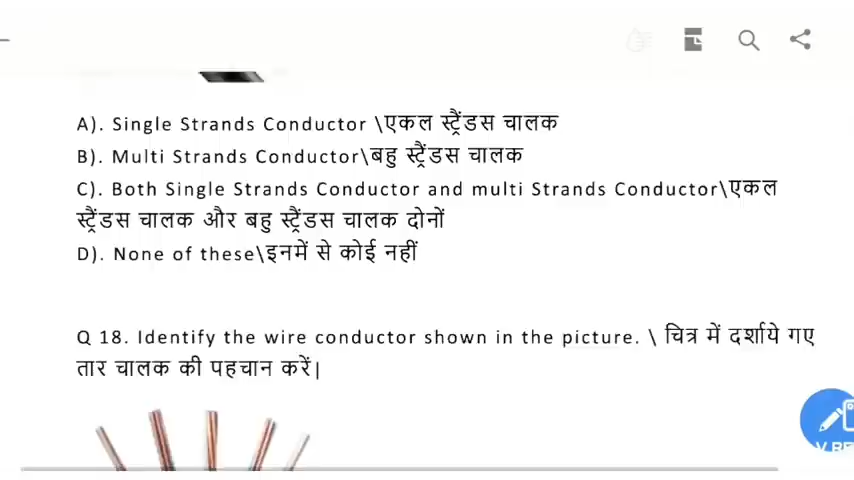 A). Single Strands Conductor \एकल स्ट्रैंडस चालक
B). Multi Strands Conductor\बहु स्ट्रैंडस चालक
C). Both Single Strands Conductor and multi Strands Conductor\एकल
स्ट्रैंडस चालक और बहु स्ट्रैंडस चालक दोनों
D). None of these\इनमें से कोई नहीं
Q 18. Identify the wire conductor shown in the picture. \ चित्र में दर्शाये गए
तार चालक की पहचान करें|